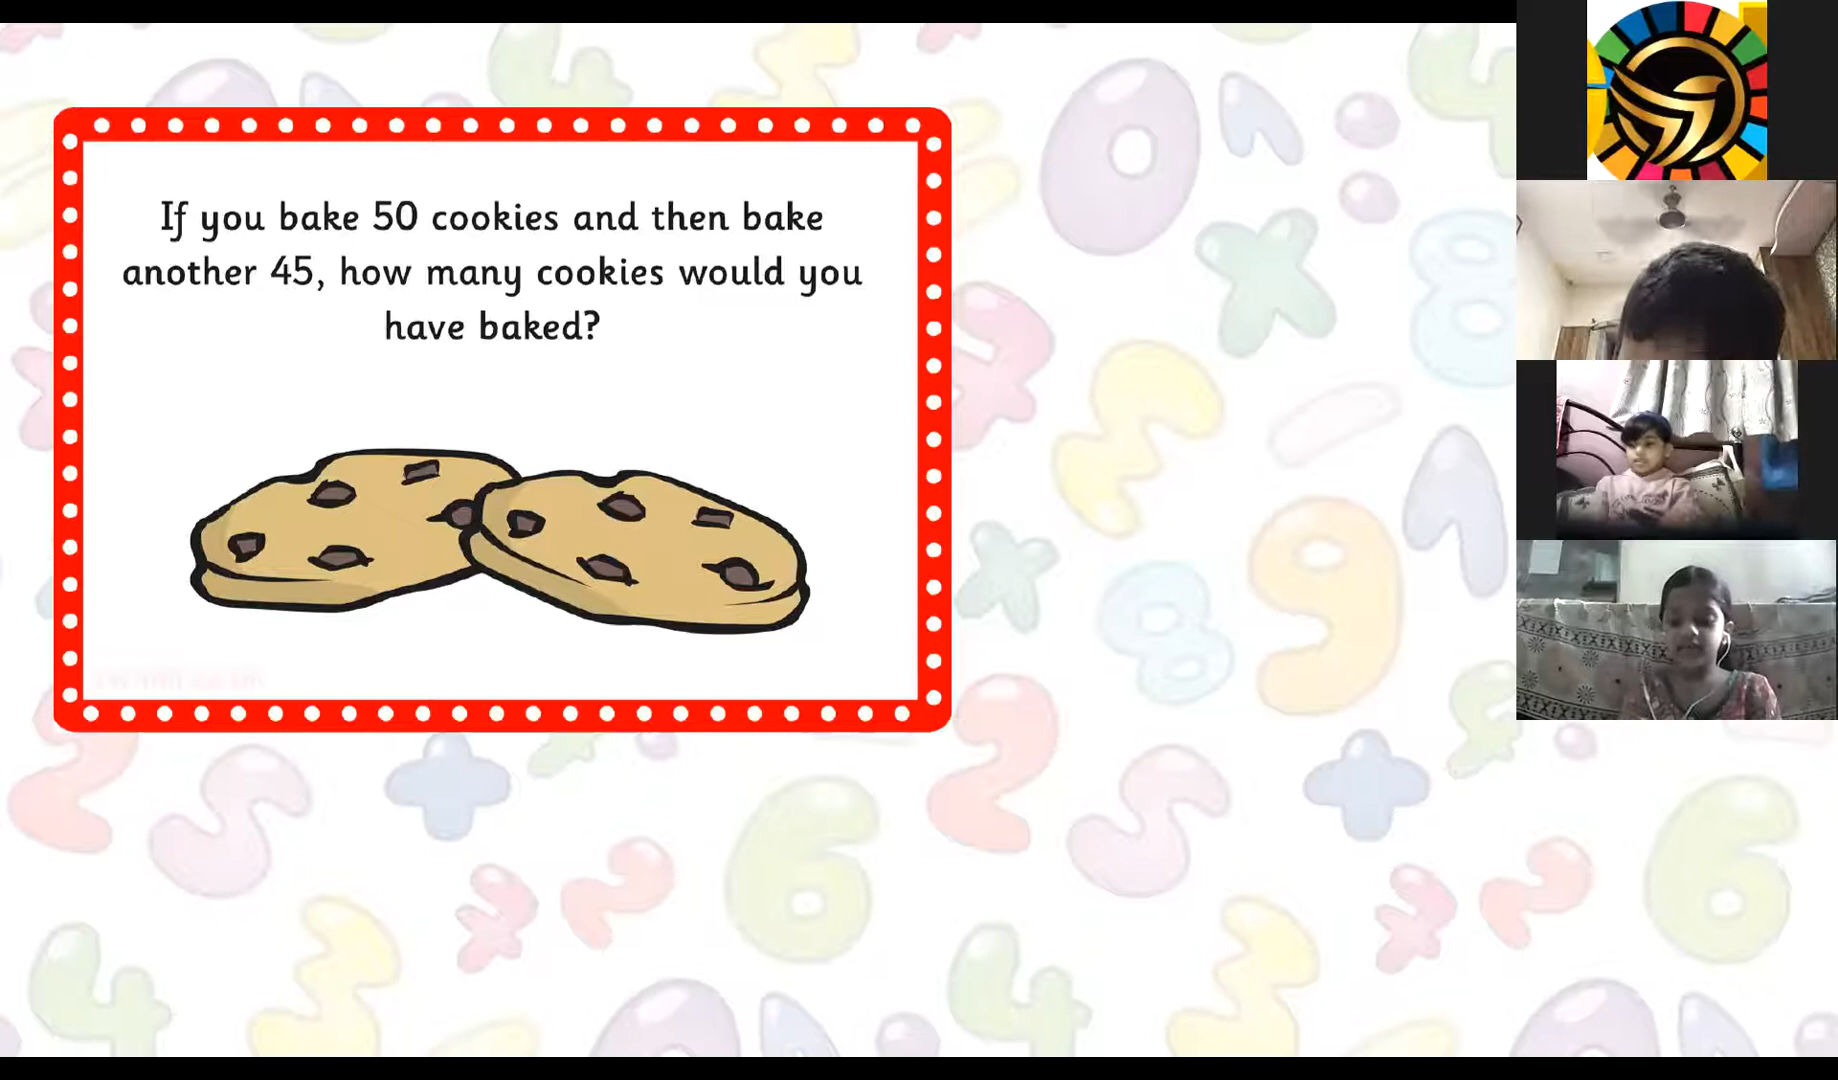 If you bake 50 cookies and then bake
another 45, how many cookies would you
have baked?